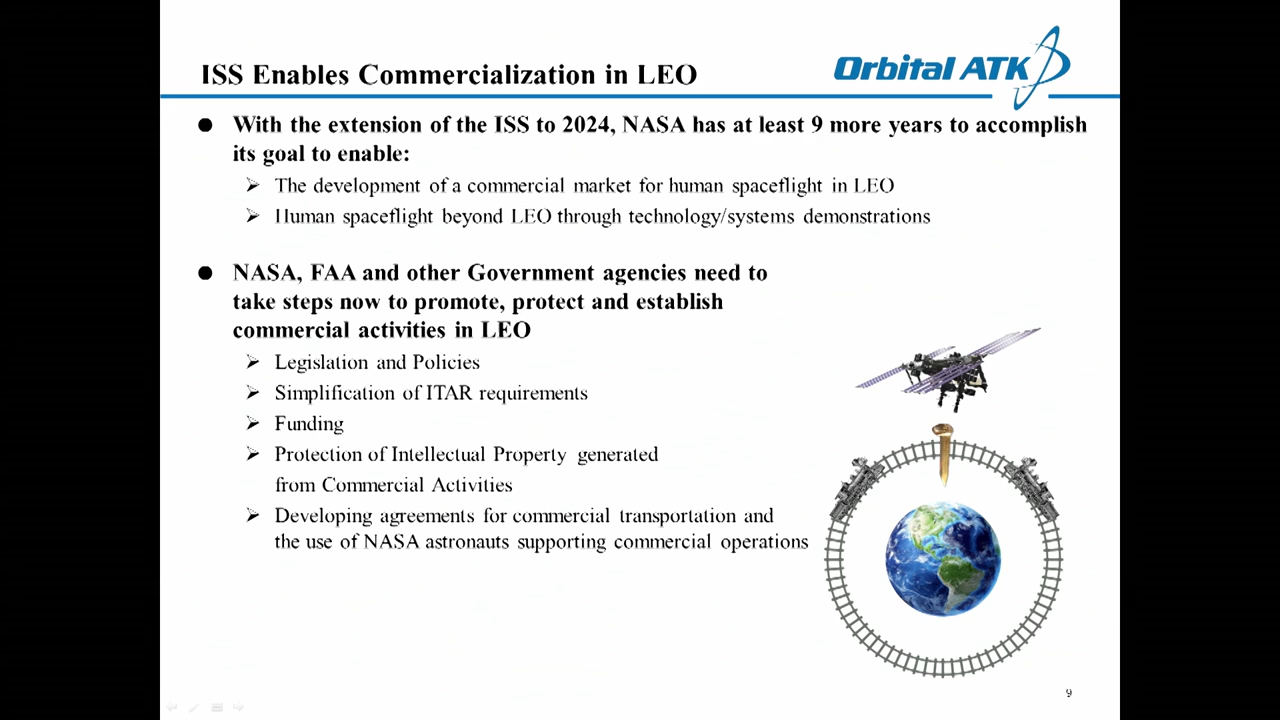 ISS Enables Commercialization in LEO
Orbital ATK
● With the extension of the ISS to 2024, NASA has at least 9 more years to accomplish
its goal to enable:
➢ The development of a commercial market for human spaceflight in LEO
➢ Human spaceflight beyond LEO through technology/systems demonstrations
● NASA, FAA and other Government agencies need to
take steps now to promote, protect and establish
commercial activities in LEO
➢ Legislation and Policies
➢ Simplification of ITAR requirements
➢ Funding
➢ Protection of Intellectual Property generated
from Commercial Activities
➢ Developing agreements for commercial transportation and
the use of NASA astronauts supporting commercial operations
9